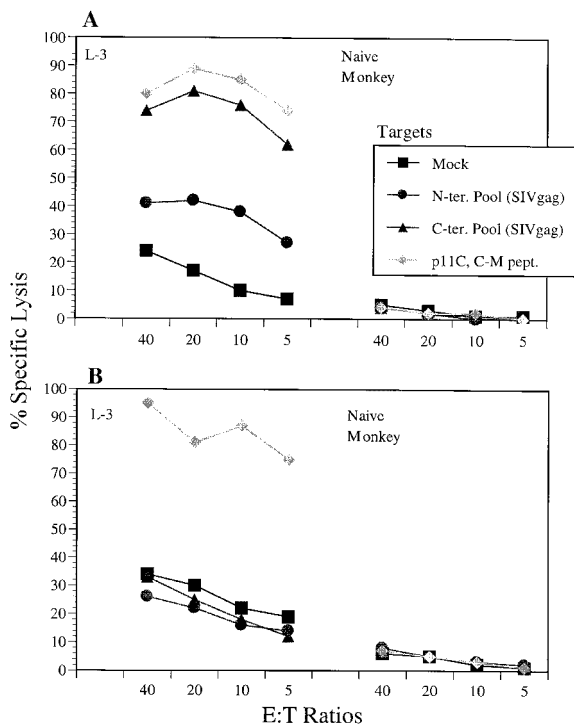 A
L-3
Naive
Monkey
100
90
80
70
60
50
40
30
20
10
0
Targets
Mock
N-ter. Pool (SIVgag)
C-ter. Pool (SIVgag)
p11C, C-M pept.
40 20 10 5 40 20 10 5
% Specific Lysis
B
L-3
Naive
Monkey
100
90
80
70
60
50
40
30
20
10
0
40 20 10 5 40 20 10 5
E:T Ratios